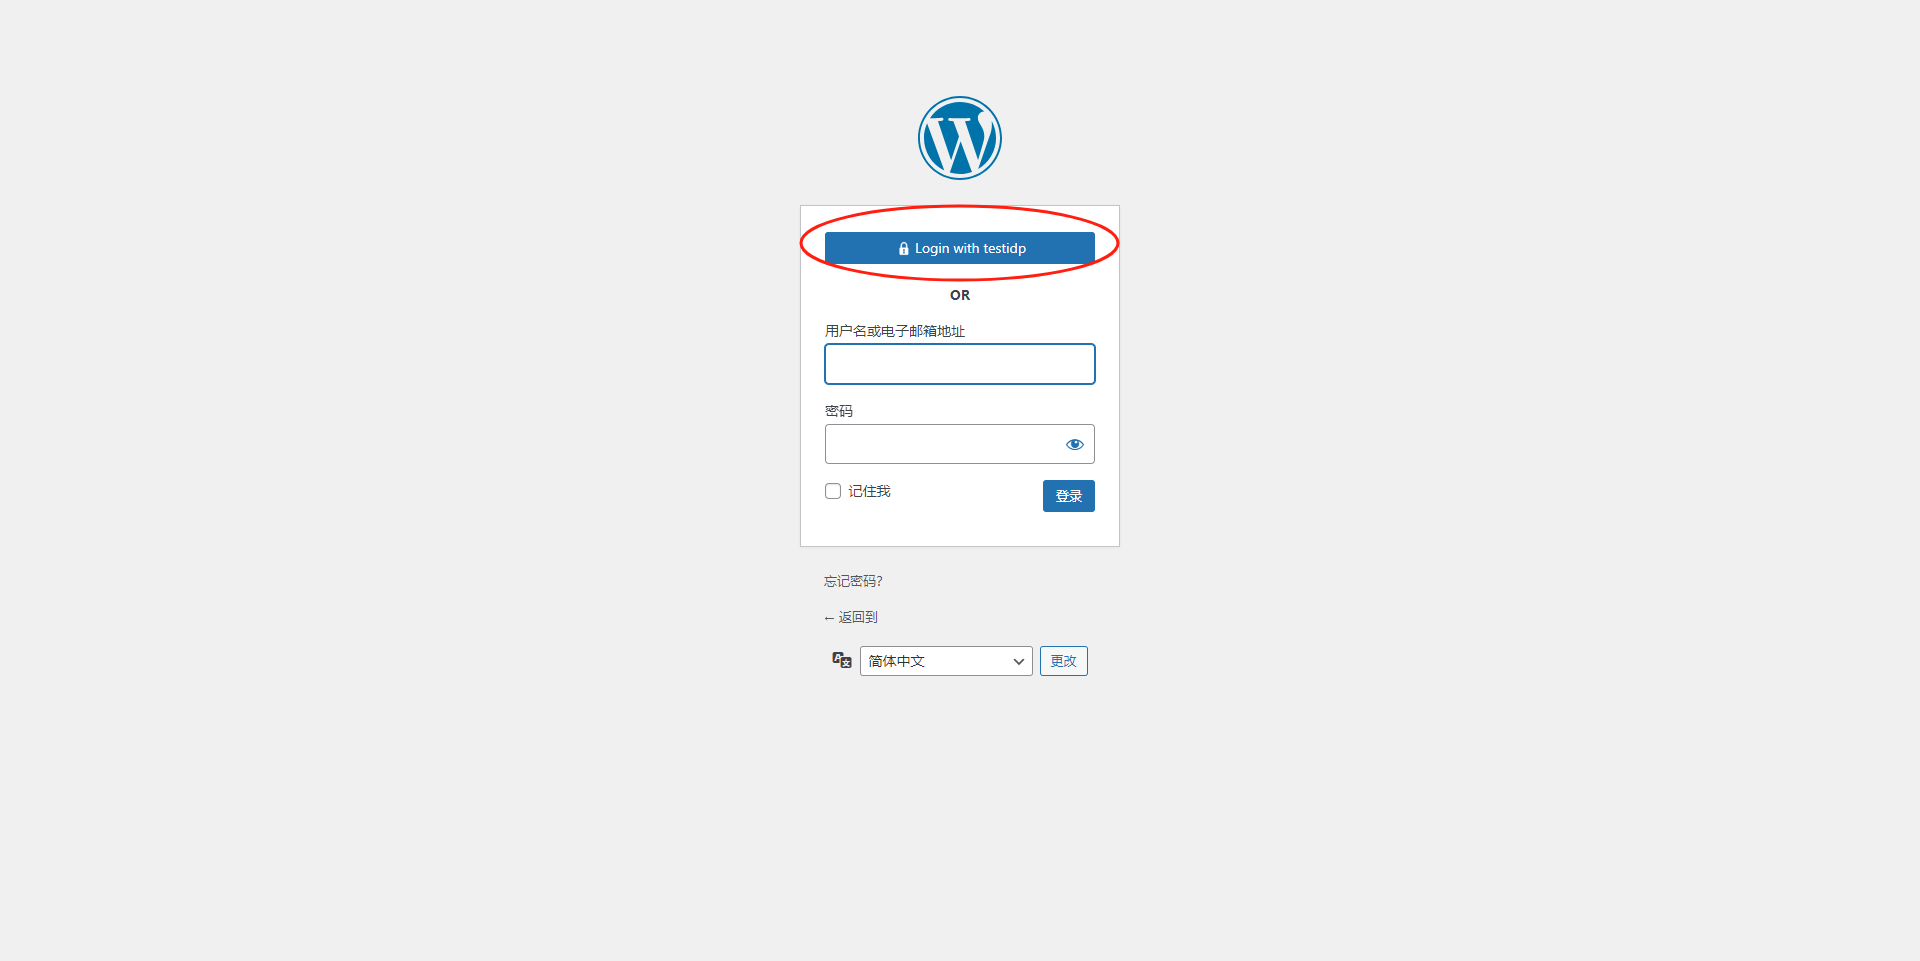 Login with testidp
OR
用户名或电子邮箱地址
密码
记住我
登录
忘记密码?
← 返回到
简体中文
更改